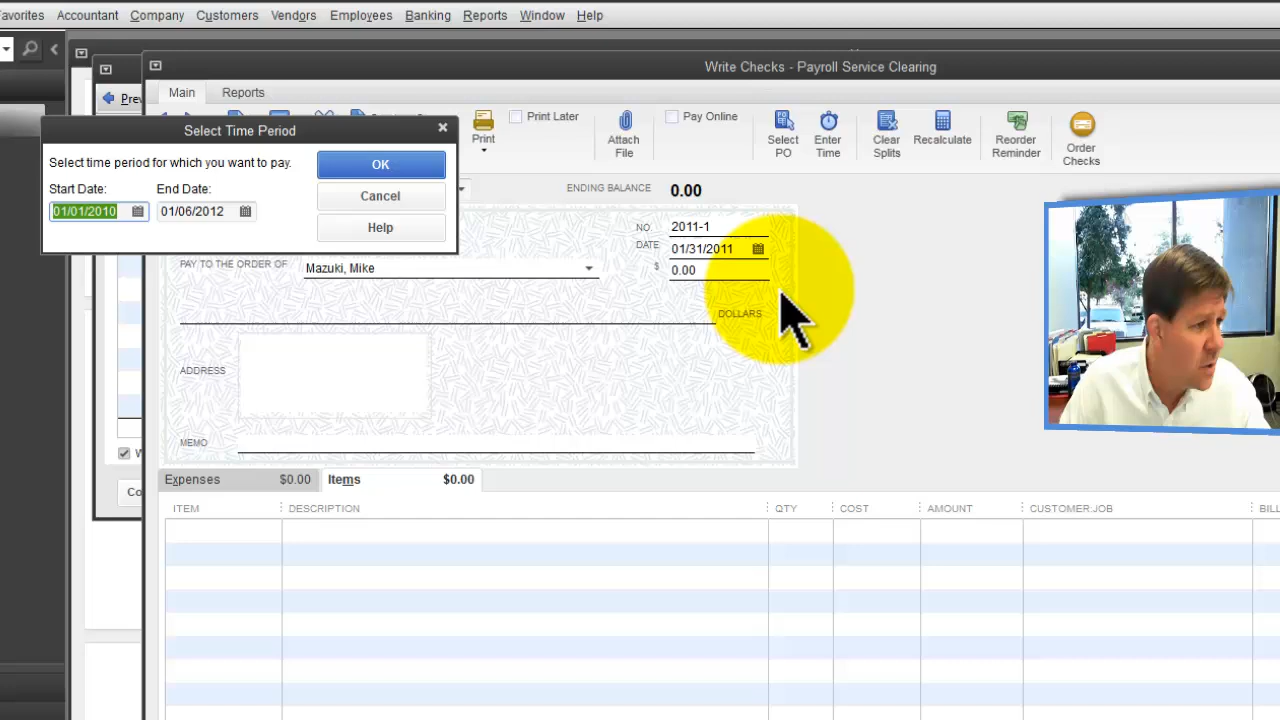 avorites Accountant Company Customers Vendors Employees Banking Reports Window Help
Write Checks - Payroll Service Clearing
Main Reports
Print
Print Later
Attach File
Pay Online
Select PO
Enter Time
Clear Splits
Recalculate
Reorder Reminder
Order Checks
Select Time Period
Select time period for which you want to pay.
Start Date: End Date:
01/01/2010 01/06/2012
OK
Cancel
Help
ENDING BALANCE 0.00
NO. 2011-1
DATE 01/31/2011
$ 0.00
PAY TO THE ORDER OF Mazuki, Mike
DOLLARS
ADDRESS
MEMO
Expenses $0.00 Items $0.00
ITEM DESCRIPTION QTY COST AMOUNT CUSTOMER:JOB BILL